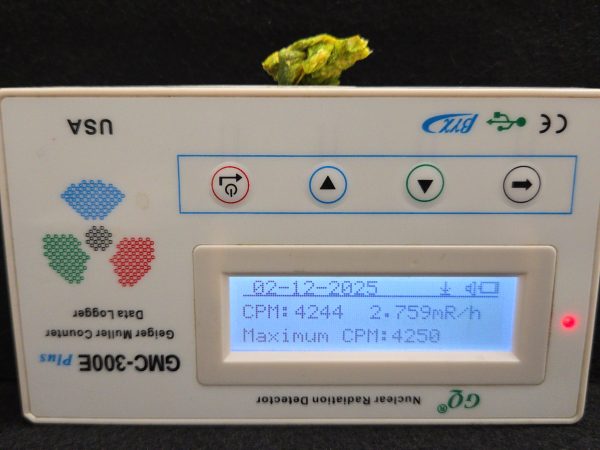 USA
βγX
CE
02-12-2025
CPM:4244 2.759mR/h
Maximum CPM:4250
GMC-300E Plus
Geiger Muller Counter
Data Logger
GQ® Nuclear Radiation Detector